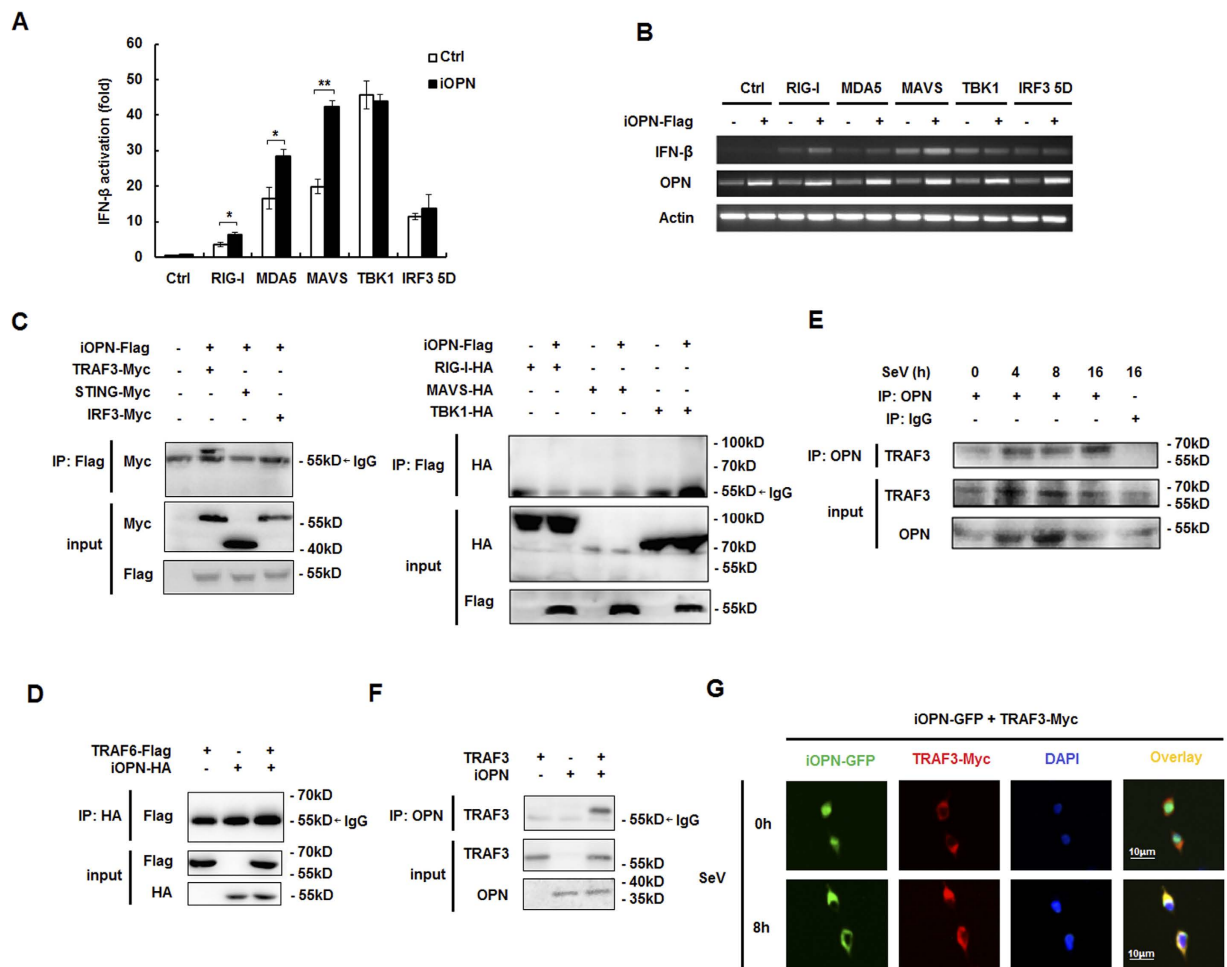 A
60
50
40
30
20
10
0
IFN-β activation (fold)
Ctrl
iOPN
*
*
**
Ctrl RIG-I MDA5 MAVS TBK1 IRF3 5D
B
Ctrl RIG-I MDA5 MAVS TBK1 IRF3 5D
iOPN-Flag - + - + - + - + - + - +
IFN-β
OPN
Actin
C
iOPN-Flag - + + +
TRAF3-Myc - + - -
STING-Myc - - + -
IRF3-Myc - - - +
IP: Flag Myc - 55kD ← IgG
input
Myc - 55kD
- 40kD
Flag - 55kD
iOPN-Flag - + - + - +
RIG-I-HA + + - - - -
MAVS-HA - - + + - -
TBK1-HA - - - - + +
- 100kD
- 70kD
IP: Flag HA
- 55kD ← IgG
- 100kD
input
HA
- 70kD
- 55kD
Flag - 55kD
E
SeV (h) 0 4 8 16 16
IP: OPN + + + + -
IP: IgG - - - - +
IP: OPN TRAF3 - 70kD
- 55kD
input
TRAF3 - 70kD
- 55kD
OPN - 55kD
D
TRAF6-Flag + - +
iOPN-HA - + +
- 70kD
IP: HA Flag - 55kD ← IgG
input
Flag - 70kD
- 55kD
HA - 55kD
F
TRAF3 + - +
iOPN - + +
IP: OPN TRAF3 - 55kD ← IgG
input
TRAF3 - 55kD
OPN - 40kD
- 35kD
G
iOPN-GFP + TRAF3-Myc
iOPN-GFP TRAF3-Myc DAPI Overlay
0h
10μm
SeV
8h
10μm